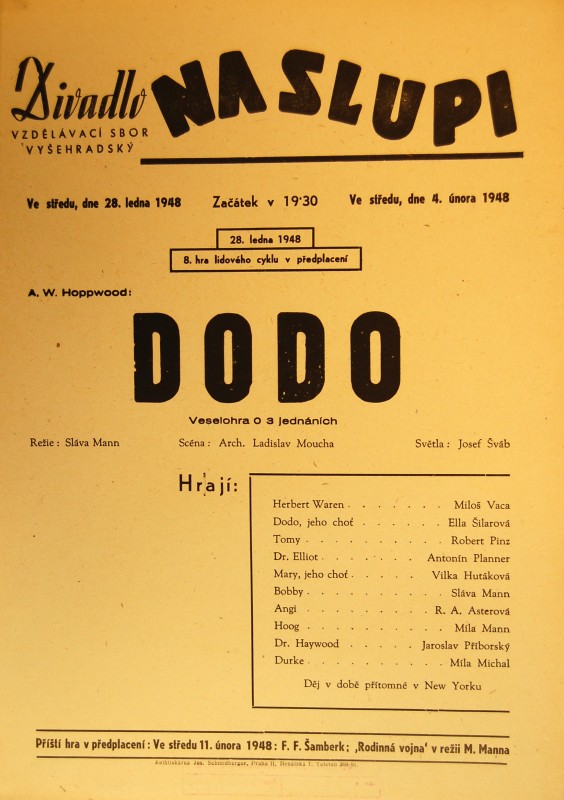 Divadlo NA SLUPI
VZDĚLÁVACÍ SBOR
VYŠEHRADSKÝ
Ve středu, dne 28. ledna 1948 Začátek v 19·30 Ve středu, dne 4. února 1948
28. ledna 1948
8. hra lidového cyklu v předplacení
A. W. Hoppwood:
DODO
Veselohra O 3 jednáních
Režie: Sláva Mann Scéna: Arch. Ladislav Moucha Světla: Josef Šváb
Hrají:
Herbert Waren . . . . . . . Miloš Vaca
Dodo, jeho choť . . . . . . Ella Šilarová
Tomy . . . . . . . . . . Robert Pinz
Dr. Elliot . . . . . . . Antonín Planner
Mary, jeho choť . . . . . Vilka Hutáková
Bobby . . . . . . . . . . Sláva Mann
Angi . . . . . . . . . R. A. Asterová
Hoog . . . . . . . . . . Míla Mann
Dr. Haywood . . . . . Jaroslav Příborský
Durke . . . . . . . . . Míla Michal
Děj v době přítomné v New Yorku
Příští hra v předplacení: Ve středu 11. února 1948: F. F. Šamberk; ‚Rodinná vojna‘ v režii M. Manna
Knihtiskárna Jos. Praha II,